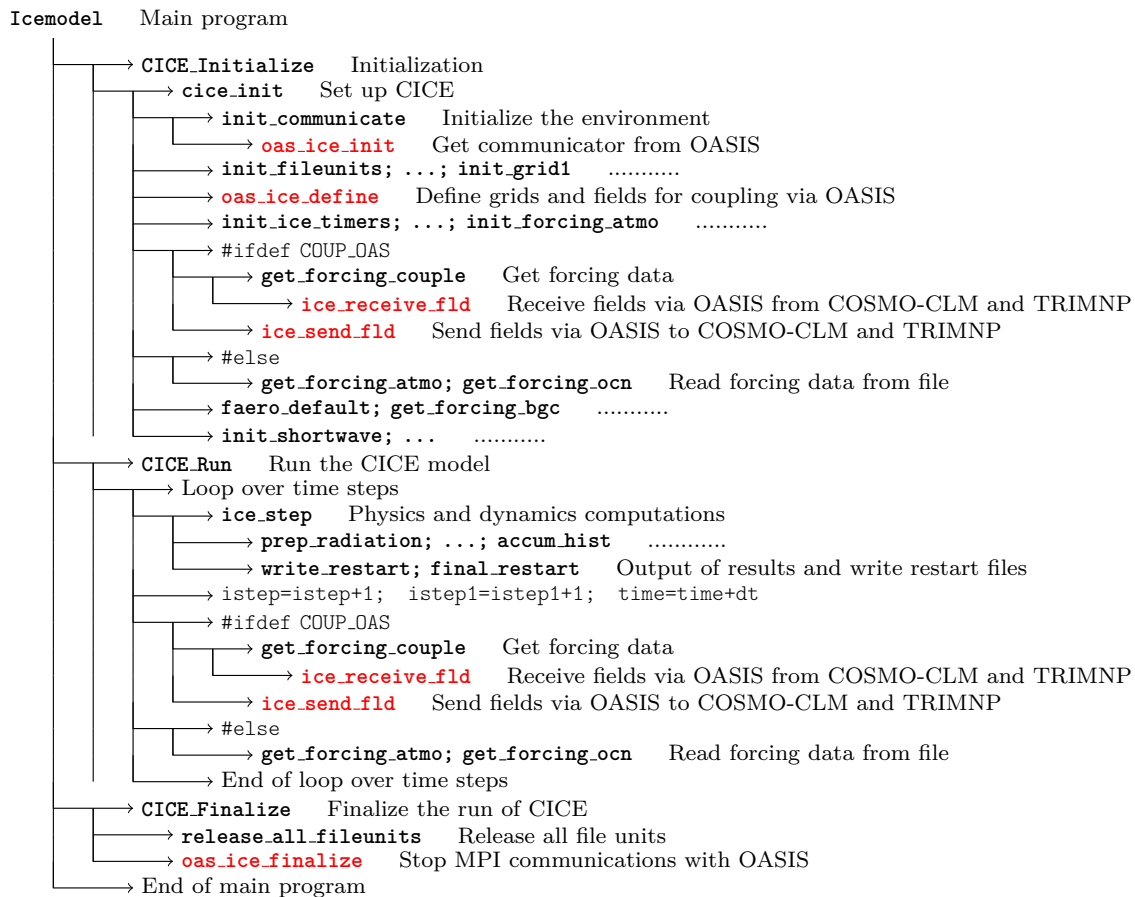 Icemodel Main program
CICE_Initialize Initialization
cice_init Set up CICE
init_communicate Initialize the environment
oas_ice_init Get communicator from OASIS
init_fileunits; ...; init_grid1 ...........
oas_ice_define Define grids and fields for coupling via OASIS
init_ice_timers; ...; init_forcing_atmo ...........
#ifdef COUP_OAS
get_forcing_couple Get forcing data
ice_receive_fld Receive fields via OASIS from COSMO-CLM and TRIMNP
ice_send_fld Send fields via OASIS to COSMO-CLM and TRIMNP
#else
get_forcing_atmo; get_forcing_ocn Read forcing data from file
faero_default; get_forcing_bgc ...........
init_shortwave; ... ...........
CICE_Run Run the CICE model
Loop over time steps
ice_step Physics and dynamics computations
prep_radiation; ...; accum_hist ............
write_restart; final_restart Output of results and write restart files
istep=istep+1; istep1=istep1+1; time=time+dt
#ifdef COUP_OAS
get_forcing_couple Get forcing data
ice_receive_fld Receive fields via OASIS from COSMO-CLM and TRIMNP
ice_send_fld Send fields via OASIS to COSMO-CLM and TRIMNP
#else
get_forcing_atmo; get_forcing_ocn Read forcing data from file
End of loop over time steps
CICE_Finalize Finalize the run of CICE
release_all_fileunits Release all file units
oas_ice_finalize Stop MPI communications with OASIS
End of main program